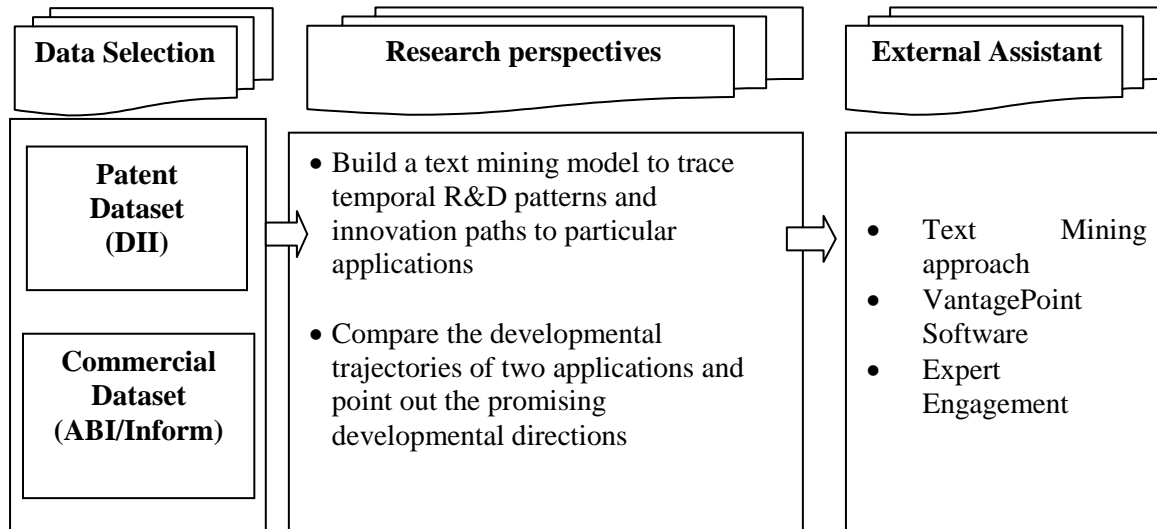 Data Selection
Research perspectives
External Assistant
Patent
Dataset
(DII)
Commercial
Dataset
(ABI/Inform)
• Build a text mining model to trace
temporal R&D patterns and
innovation paths to particular
applications
• Compare the developmental
trajectories of two applications and
point out the promising
developmental directions
• Text Mining
approach
• VantagePoint
Software
• Expert
Engagement